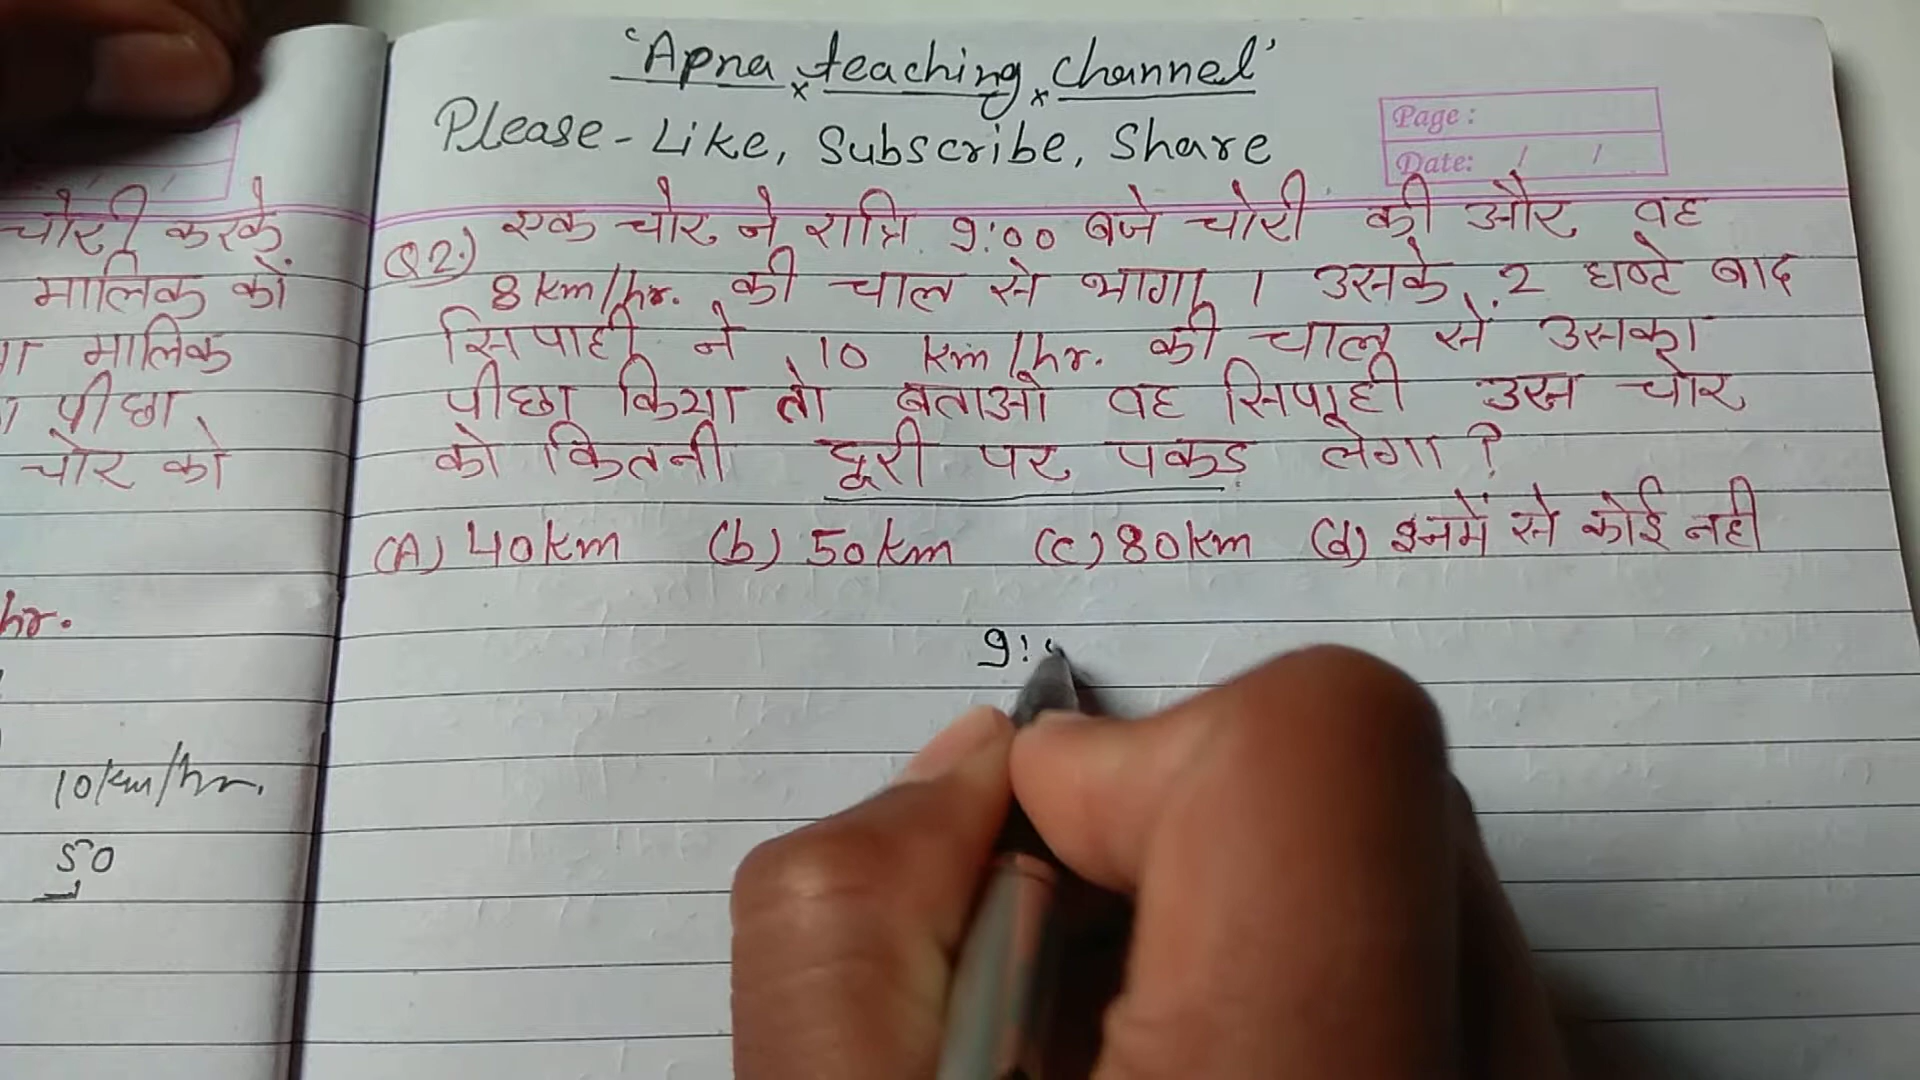 'Apna teaching channel'
Please - Like, Subscribe, Share
Page :
Date: / /
चोरी करके
मालिक को
मालिक
पीछा
चोर को
hr.
10 km/hr.
50
Q2.) एक चोर ने रात्रि 9:00 बजे चोरी की और वह
8 km/hr. की चाल से भागा । उसके 2 घण्टे बाद
सिपाही ने 10 km/hr. की चाल से उसका
पीछा किया तो बताओ वह सिपाही उस चोर
को कितनी दूरी पर पकड़ लेगा ?
(A) 40km (b) 50km (c) 80km (d) इनमें से कोई नही
9: